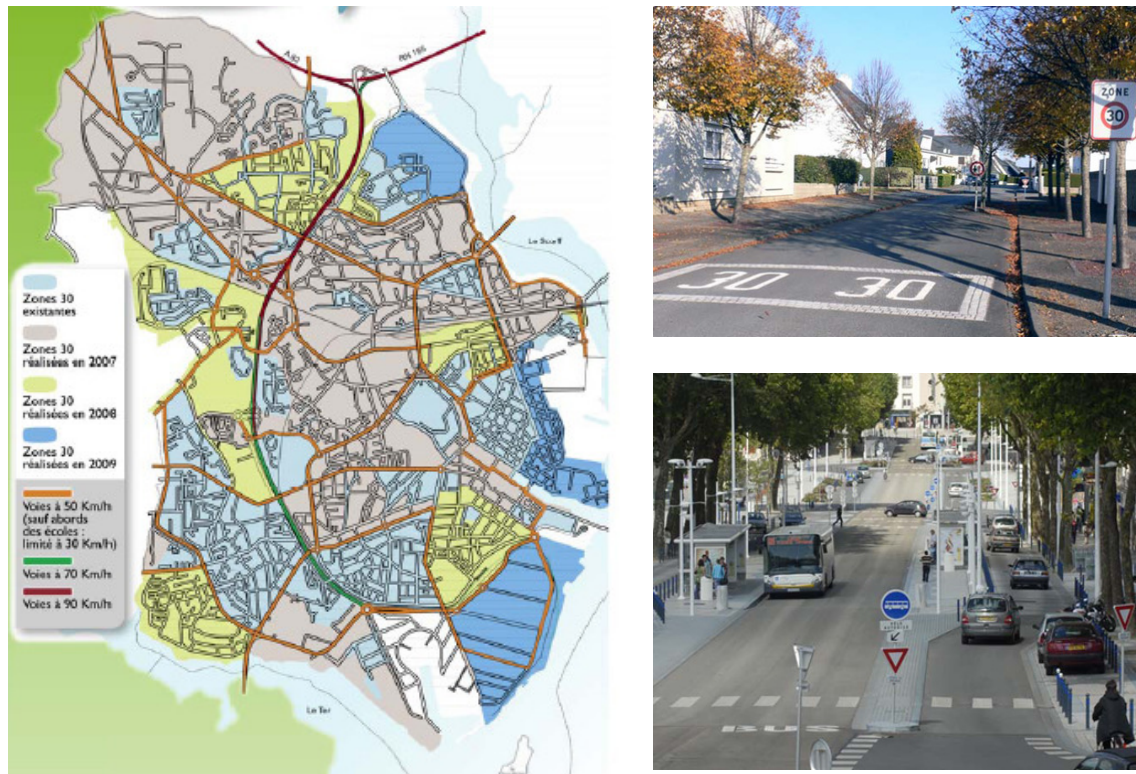 A 82
RN 165
Le Scorff
Zones 30
existantes
Zones 30
réalisées en 2007
Zones 30
réalisées en 2008
Zones 30
réalisées en 2009
Voies à 50 Km/h
(sauf abords
des écoles :
limité à 30 Km/h)
Voies à 70 Km/h
Voies à 90 Km/h
Le Ter
ZONE
30
30 30
BUS